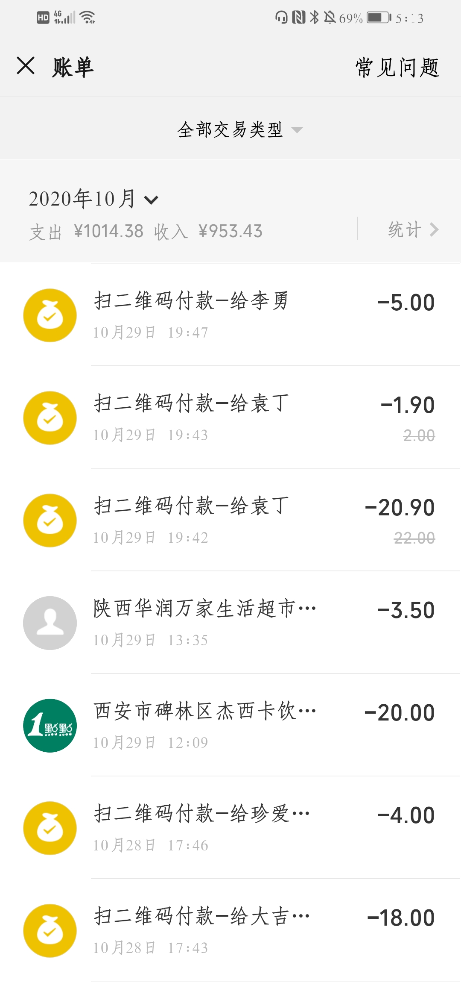 HD 4G 69% 5:13
账单 常见问题
全部交易类型
2020年10月
支出 ¥1014.38 收入 ¥953.43 统计
扫二维码付款-给李勇 -5.00
10月29日 19:47
扫二维码付款-给袁丁 -1.90
10月29日 19:43 2.00
扫二维码付款-给袁丁 -20.90
10月29日 19:42 22.00
陕西华润万家生活超市… -3.50
10月29日 13:35
西安市碑林区杰西卡饮… -20.00
1點點
10月29日 12:09
扫二维码付款-给珍爱… -4.00
10月28日 17:46
扫二维码付款-给大吉… -18.00
10月28日 17:43